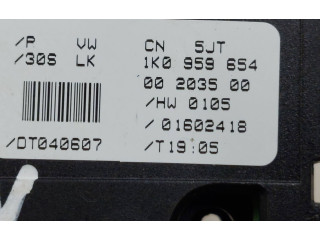 /P VW CN 5JT
/30S LK 1K0 959 654
00 2035 00
/HW 0105
/ 01602418
/DT040607 /T19:05